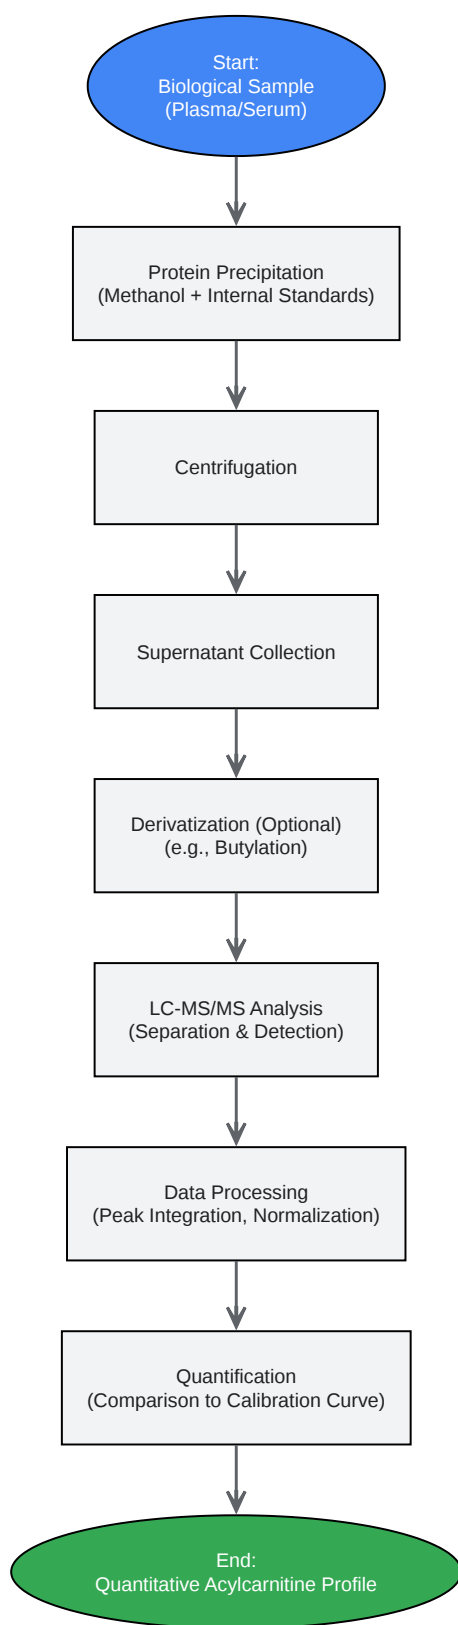 Start:
Biological Sample
(Plasma/Serum)
Protein Precipitation
(Methanol + Internal Standards)
Centrifugation
Supernatant Collection
Derivatization (Optional)
(e.g., Butylation)
LC-MS/MS Analysis
(Separation & Detection)
Data Processing
(Peak Integration, Normalization)
Quantification
(Comparison to Calibration Curve)
End:
Quantitative Acylcarnitine Profile